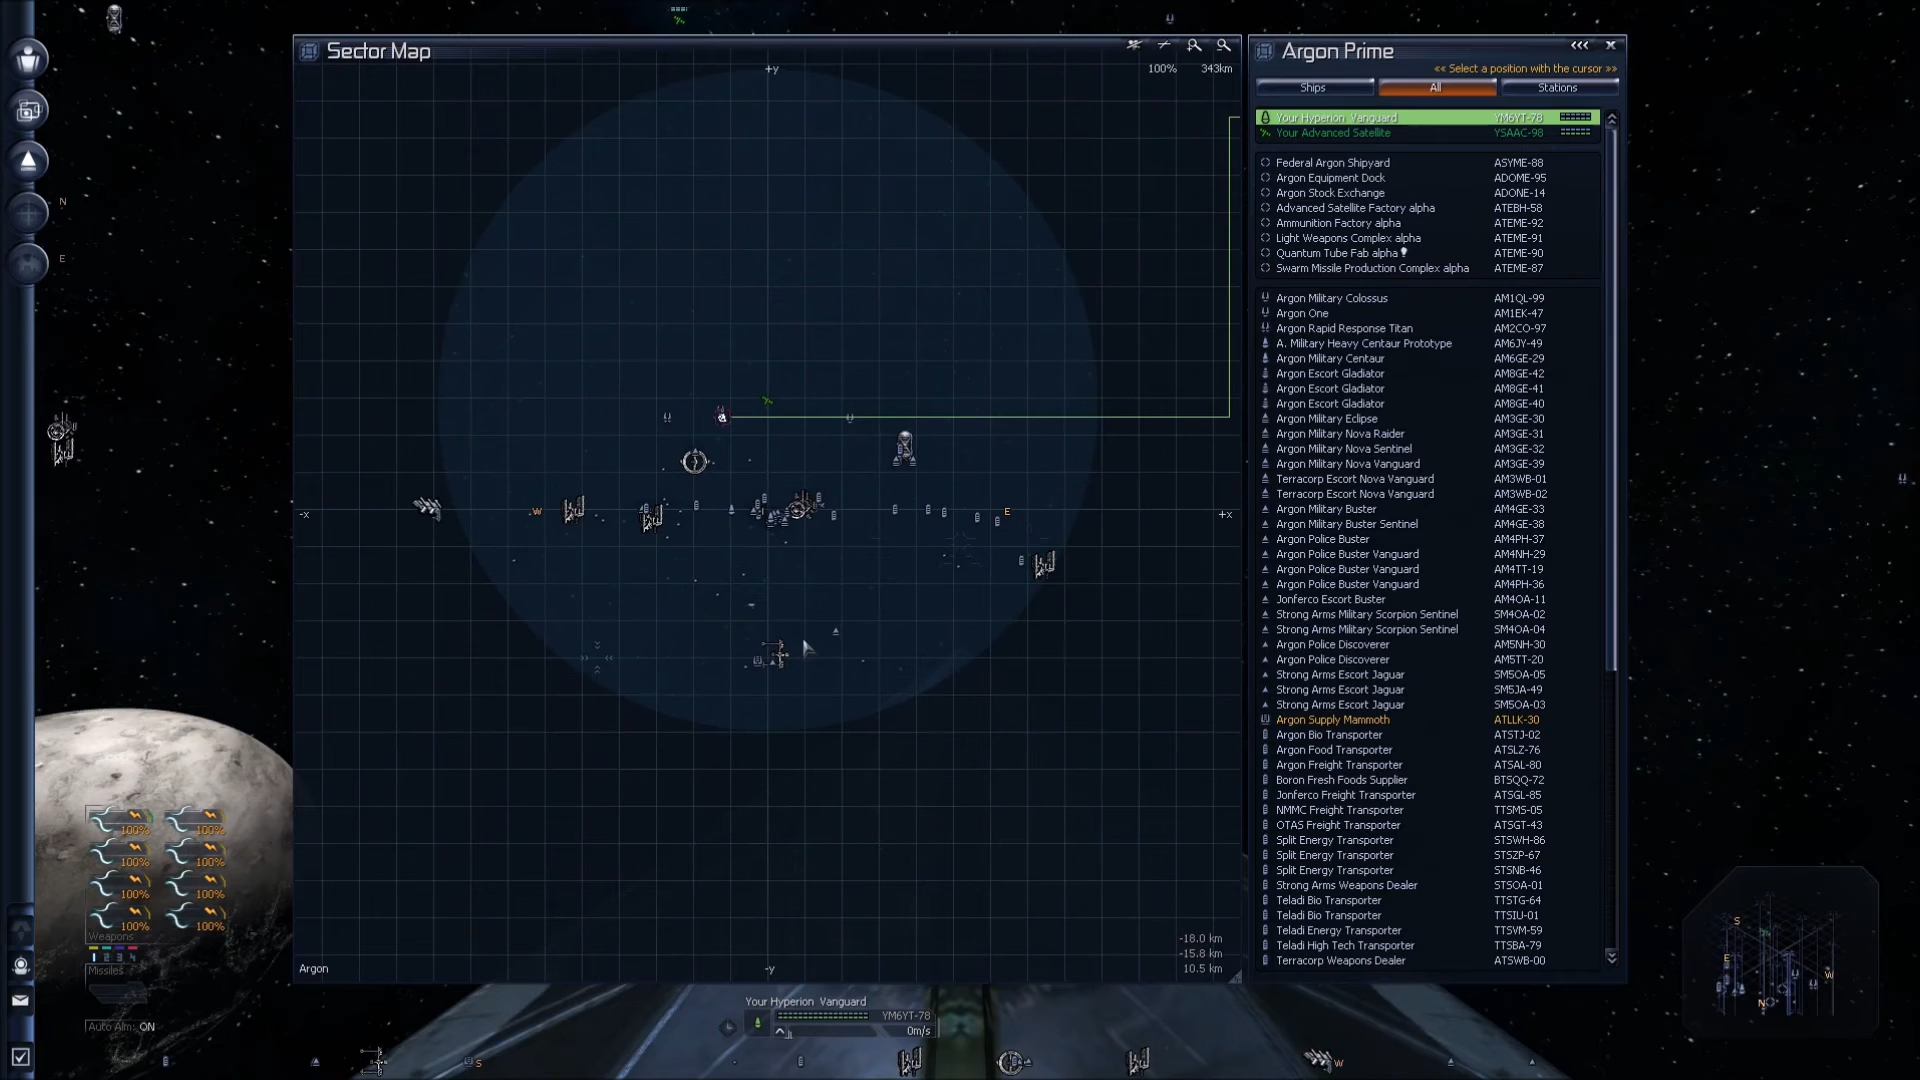 Sector Map
+y
100%
343km
Argon Prime
<<<
X
<< Select a position with the cursor >>
Ships
All
Stations
Your Hyperion Vanguard YM6YT-78
Your Advanced Satellite YSAAC-98
Federal Argon Shipyard ASYME-88
Argon Equipment Dock ADOME-95
Argon Stock Exchange ADONE-14
Advanced Satellite Factory alpha ATEBH-58
Ammunition Factory alpha ATEME-92
Light Weapons Complex alpha ATEME-91
Quantum Tube Fab alpha ATEME-90
Swarm Missile Production Complex alpha ATEME-87
Argon Military Colossus AM1QL-99
Argon One AM1EK-47
Argon Rapid Response Titan AM2CO-97
A. Military Heavy Centaur Prototype AM6JY-49
Argon Military Centaur AM6GE-29
Argon Escort Gladiator AM8GE-42
Argon Escort Gladiator AM8GE-41
Argon Escort Gladiator AM8GE-40
Argon Military Eclipse AM3GE-30
Argon Military Nova Raider AM3GE-31
Argon Military Nova Sentinel AM3GE-32
Argon Military Nova Vanguard AM3GE-39
Terracorp Escort Nova Vanguard AM3WB-01
Terracorp Escort Nova Vanguard AM3WB-02
Argon Military Buster AM4GE-33
Argon Military Buster Sentinel AM4GE-38
Argon Police Buster AM4PH-37
Argon Police Buster Vanguard AM4NH-29
Argon Police Buster Vanguard AM4TT-19
Argon Police Buster Vanguard AM4PH-36
Jonferco Escort Buster AM4OA-11
Strong Arms Military Scorpion Sentinel SM4OA-02
Strong Arms Military Scorpion Sentinel SM4OA-04
Argon Police Discoverer AM5NH-30
Argon Police Discoverer AM5TT-20
Strong Arms Escort Jaguar SM5OA-05
Strong Arms Escort Jaguar SM5JA-49
Strong Arms Escort Jaguar SM5OA-03
Argon Supply Mammoth ATLLK-30
Argon Bio Transporter ATSTJ-02
Argon Food Transporter ATSLZ-76
Argon Freight Transporter ATSAL-80
Boron Fresh Foods Supplier BTSQQ-72
Jonferco Freight Transporter ATSGL-85
NMMC Freight Transporter TTSMS-05
OTAS Freight Transporter ATSGT-43
Split Energy Transporter STSWH-86
Split Energy Transporter STSZP-67
Split Energy Transporter STSNB-46
Strong Arms Weapons Dealer STSOA-01
Teladi Bio Transporter TTSTG-64
Teladi Bio Transporter TTSIU-01
Teladi Energy Transporter TTSVM-59
Teladi High Tech Transporter TTSBA-79
Terracorp Weapons Dealer ATSWB-00
N
E
-x
W
E
+x
-y
-18.0 km
-15.8 km
10.5 km
Argon
100% 100%
100% 100%
100% 100%
100% 100%
Weapons
1 2 3 4
Missiles
Auto Aim: ON
Your Hyperion Vanguard
YM6YT-78
0m/s
S
W
S
E
W
N